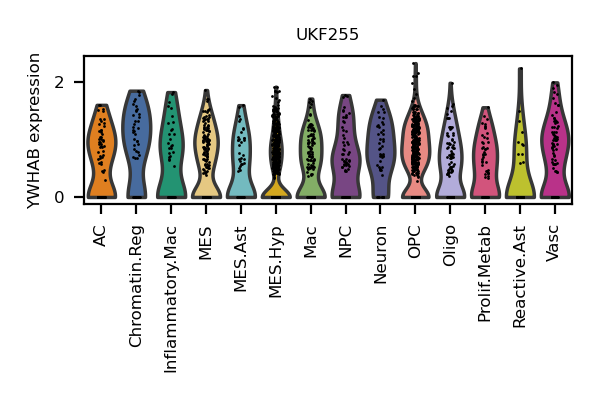 UKF255
YWHAB expression
2
0
AC
Chromatin.Reg
Inflammatory.Mac
MES
MES.Ast
MES.Hyp
Mac
NPC
Neuron
OPC
Oligo
Prolif.Metab
Reactive.Ast
Vasc